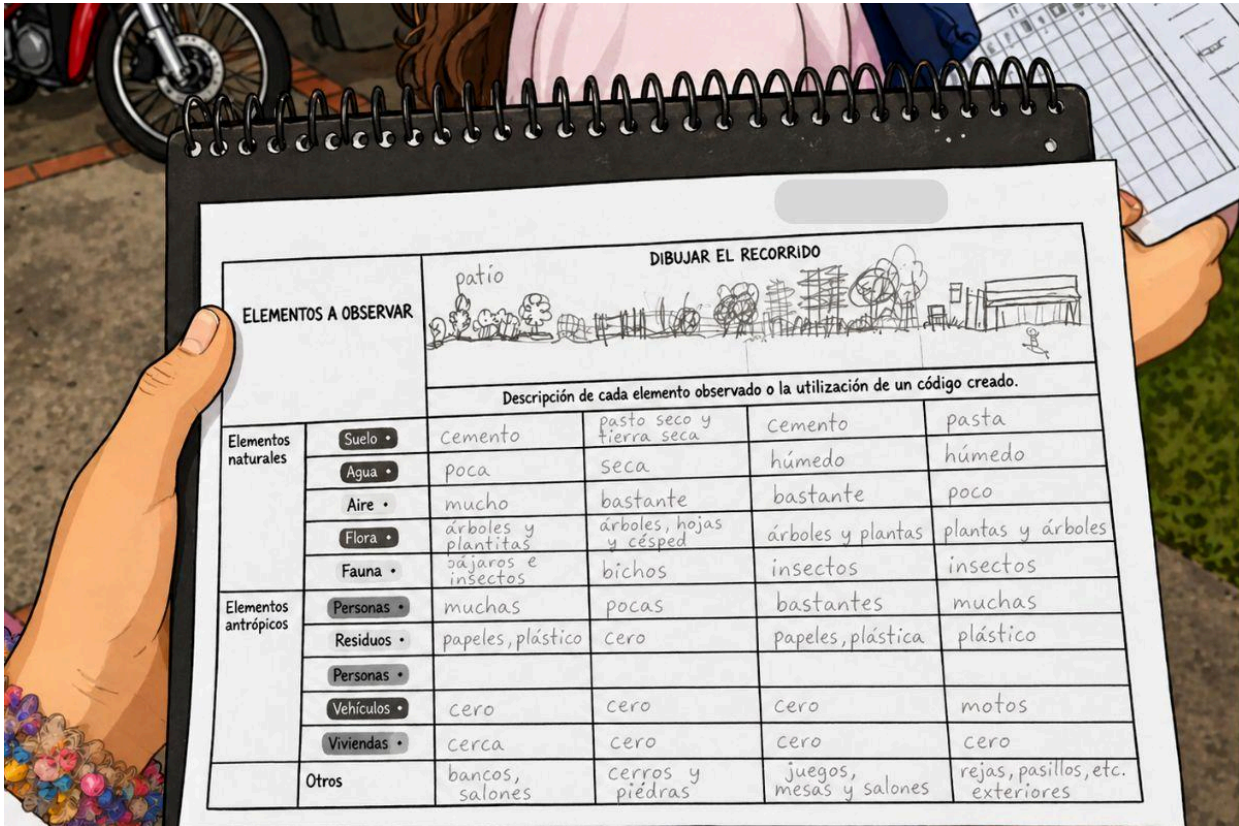 DIBUJAR EL RECORRIDO
patio
ELEMENTOS A OBSERVAR
Descripción de cada elemento observado o la utilización de un código creado.
Elementos naturales
Suelo • cemento pasto seco y tierra seca cemento pasta
Agua • poca seca húmedo húmedo
Aire • mucho bastante bastante poco
Flora • árboles y plantitas árboles, hojas y césped árboles y plantas plantas y árboles
Fauna • pájaros e insectos bichos insectos insectos
Elementos antrópicos
Personas • muchas pocas bastantes muchas
Residuos • papeles, plástico cero papeles, plástica plástico
Personas •
Vehículos • cero cero cero motos
Viviendas • cerca cero cero cero
Otros bancos, salones cerros y piedras juegos, mesas y salones rejas, pasillos, etc. exteriores